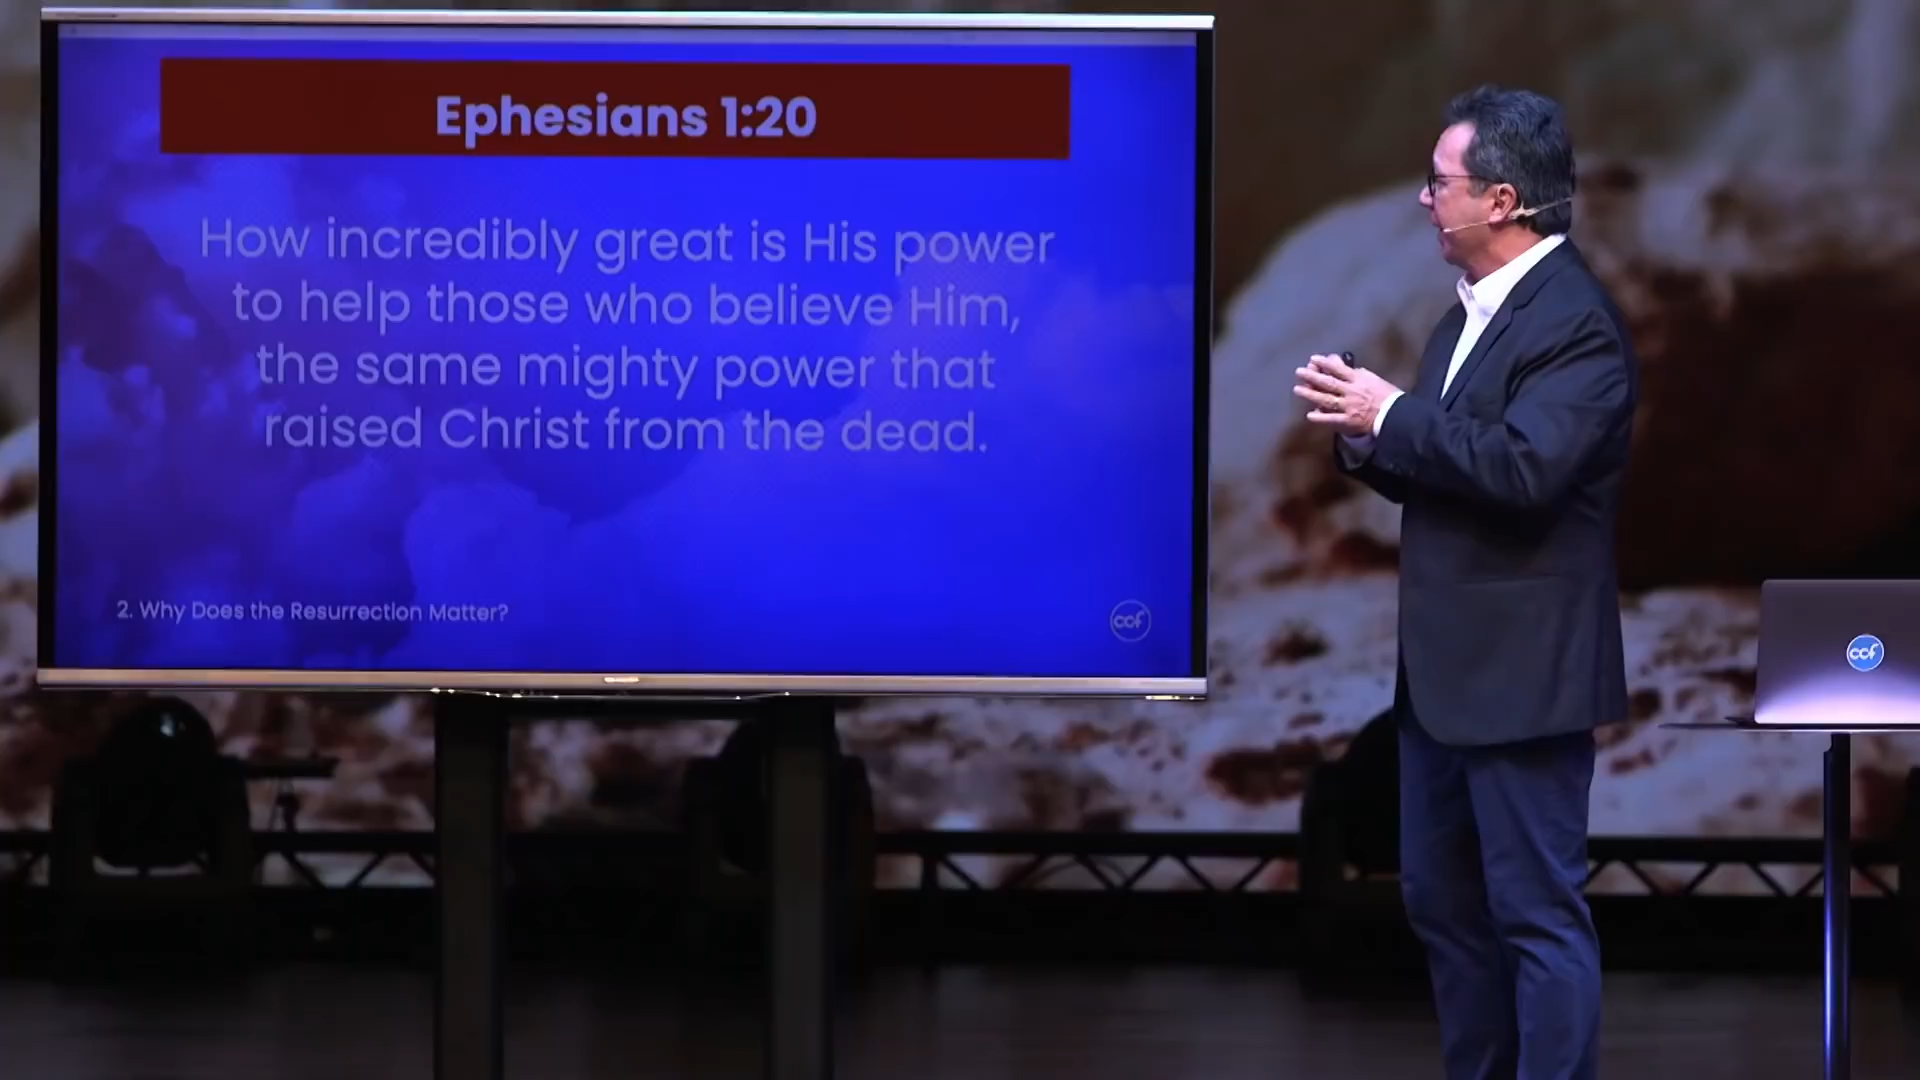 Ephesians 1:20
How incredibly great is His power
to help those who believe Him,
the same mighty power that
raised Christ from the dead.
2. Why Does the Resurrection Matter?
ccf
ccf